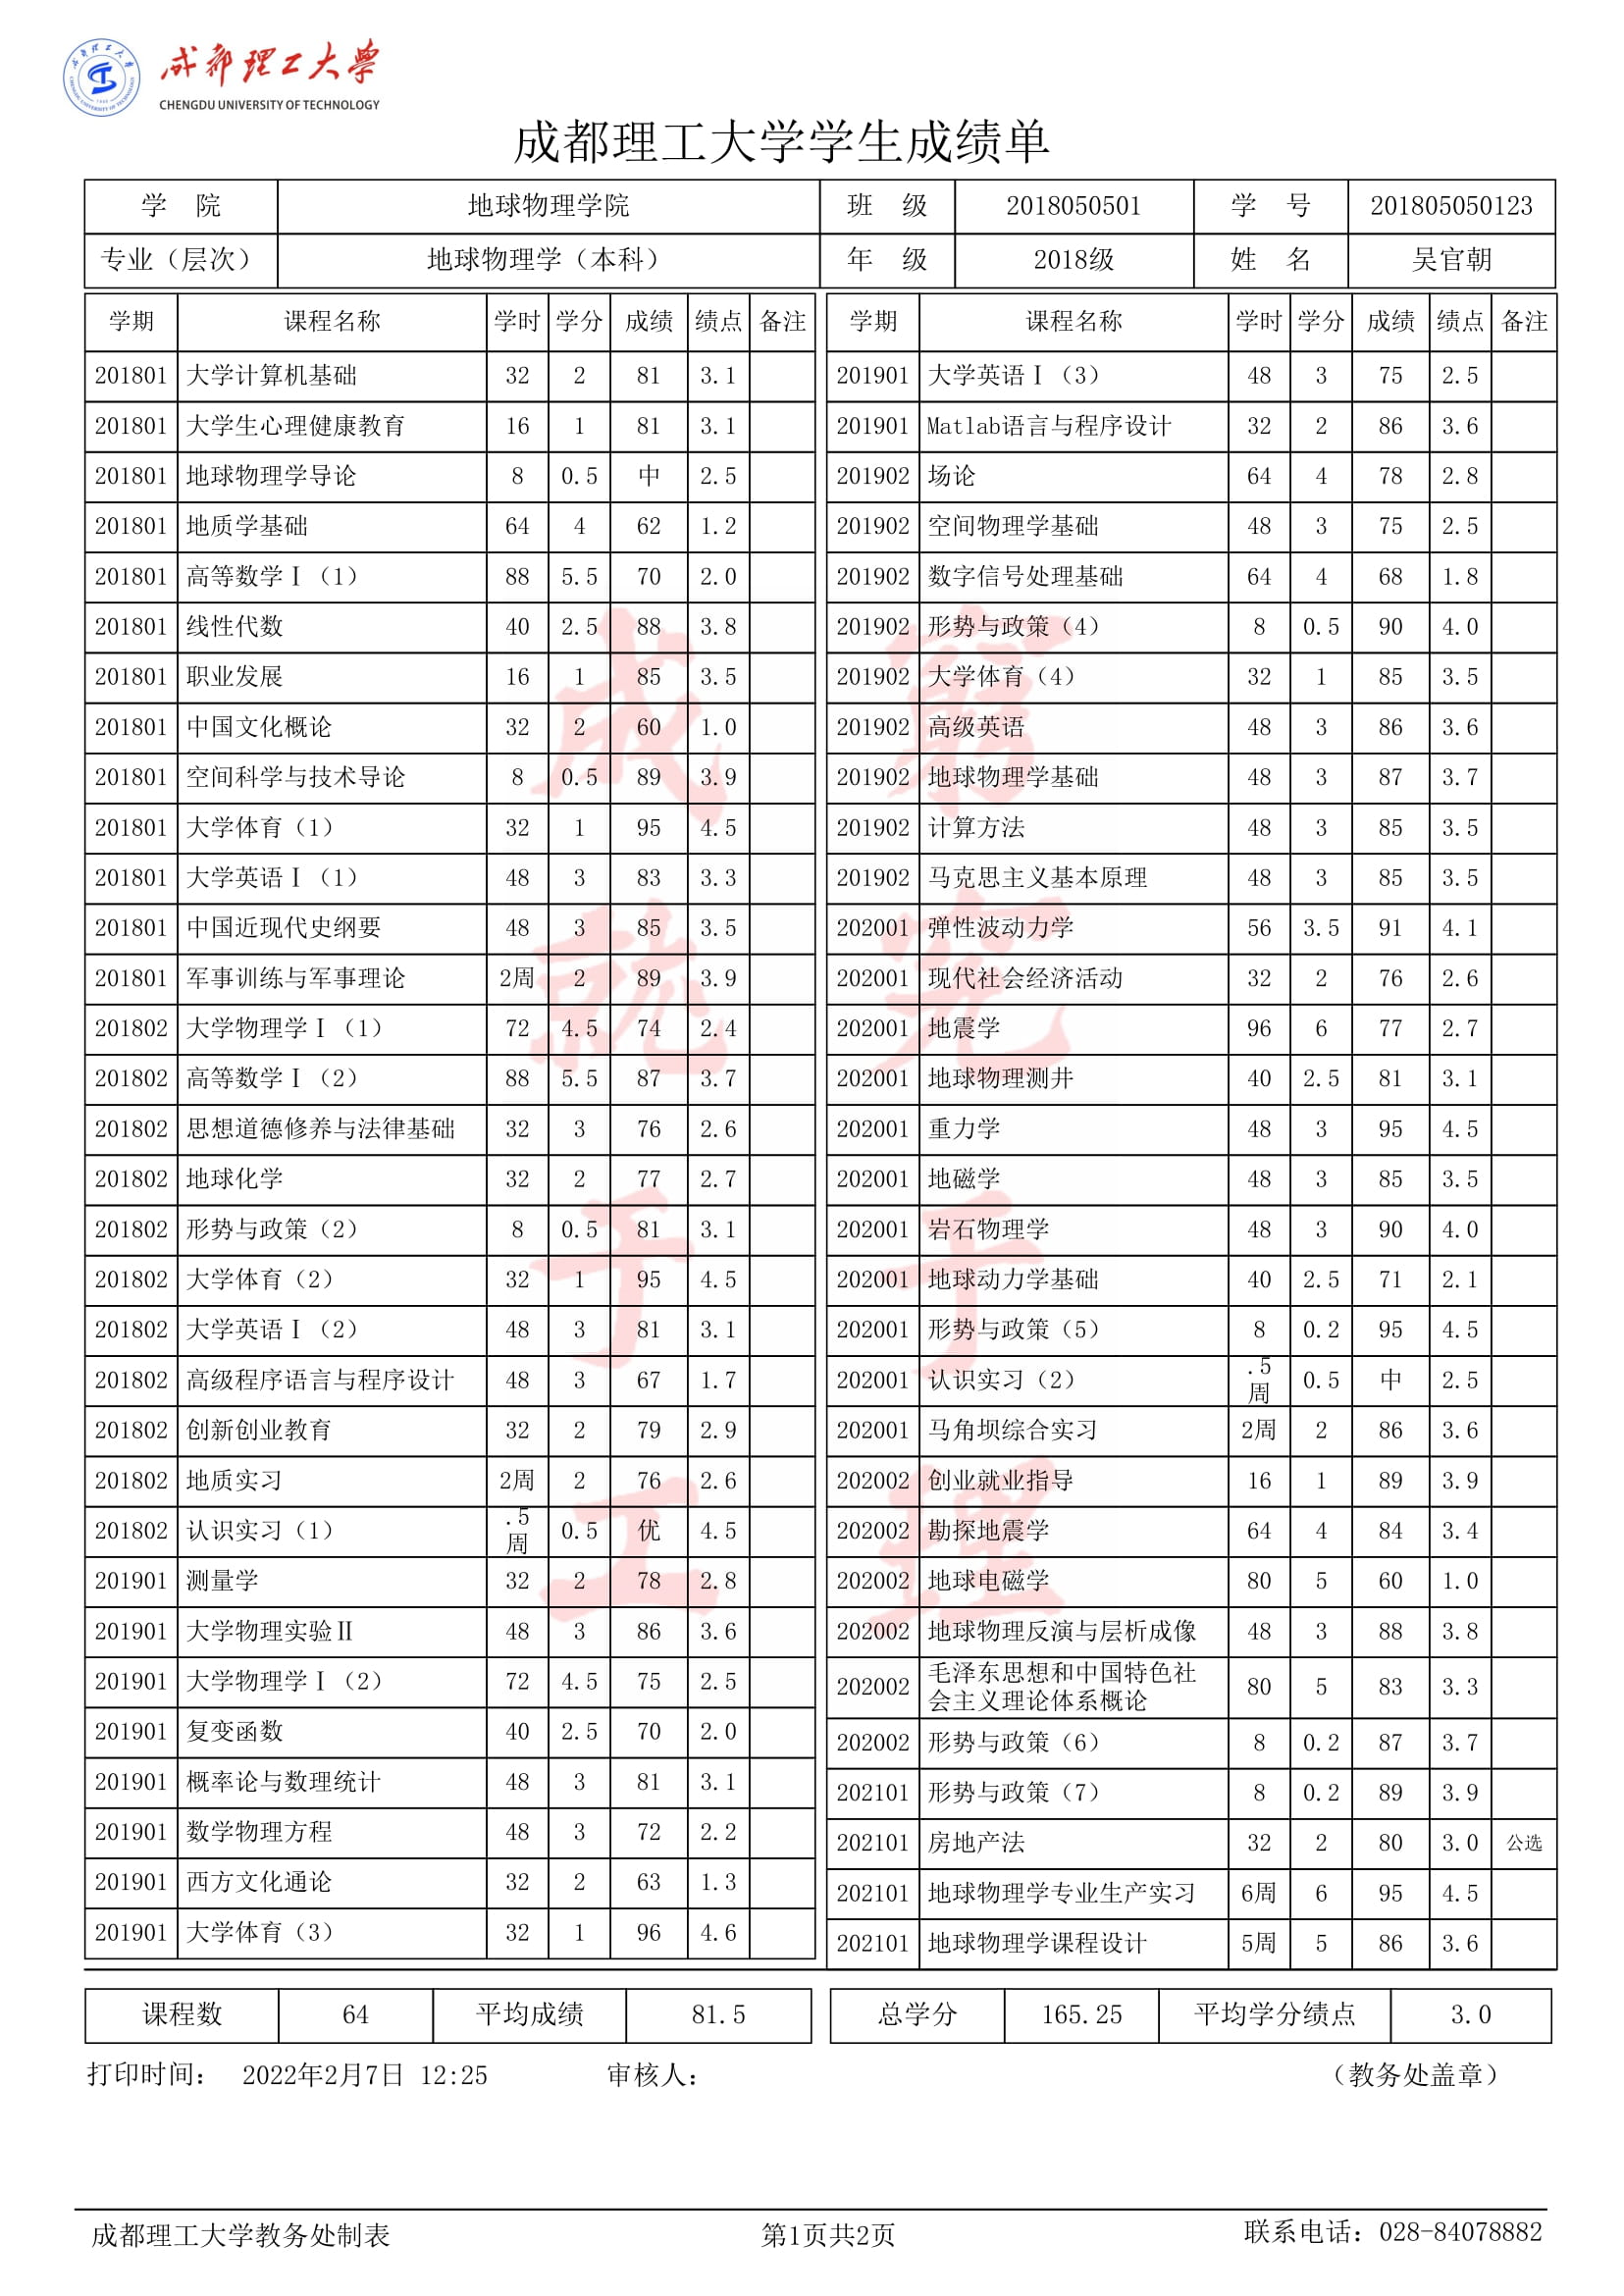 成都理工大学
CHENGDU UNIVERSITY OF TECHNOLOGY
成都理工大学学生成绩单
学 院 地球物理学院 班 级 2018050501 学 号 201805050123
专业（层次） 地球物理学（本科） 年 级 2018级 姓 名 吴官朝
学期 课程名称 学时 学分 成绩 绩点 备注
201801 大学计算机基础 32 2 81 3.1
201801 大学生心理健康教育 16 1 81 3.1
201801 地球物理学导论 8 0.5 中 2.5
201801 地质学基础 64 4 62 1.2
201801 高等数学Ⅰ（1） 88 5.5 70 2.0
201801 线性代数 40 2.5 88 3.8
201801 职业发展 16 1 85 3.5
201801 中国文化概论 32 2 60 1.0
201801 空间科学与技术导论 8 0.5 89 3.9
201801 大学体育（1） 32 1 95 4.5
201801 大学英语Ⅰ（1） 48 3 83 3.3
201801 中国近现代史纲要 48 3 85 3.5
201801 军事训练与军事理论 2周 2 89 3.9
201802 大学物理学Ⅰ（1） 72 4.5 74 2.4
201802 高等数学Ⅰ（2） 88 5.5 87 3.7
201802 思想道德修养与法律基础 32 3 76 2.6
201802 地球化学 32 2 77 2.7
201802 形势与政策（2） 8 0.5 81 3.1
201802 大学体育（2） 32 1 95 4.5
201802 大学英语Ⅰ（2） 48 3 81 3.1
201802 高级程序语言与程序设计 48 3 67 1.7
201802 创新创业教育 32 2 79 2.9
201802 地质实习 2周 2 76 2.6
201802 认识实习（1） .5周 0.5 优 4.5
201901 测量学 32 2 78 2.8
201901 大学物理实验Ⅱ 48 3 86 3.6
201901 大学物理学Ⅰ（2） 72 4.5 75 2.5
201901 复变函数 40 2.5 70 2.0
201901 概率论与数理统计 48 3 81 3.1
201901 数学物理方程 48 3 72 2.2
201901 西方文化通论 32 2 63 1.3
201901 大学体育（3） 32 1 96 4.6
学期 课程名称 学时 学分 成绩 绩点 备注
201901 大学英语Ⅰ（3） 48 3 75 2.5
201901 Matlab语言与程序设计 32 2 86 3.6
201902 场论 64 4 78 2.8
201902 空间物理学基础 48 3 75 2.5
201902 数字信号处理基础 64 4 68 1.8
201902 形势与政策（4） 8 0.5 90 4.0
201902 大学体育（4） 32 1 85 3.5
201902 高级英语 48 3 86 3.6
201902 地球物理学基础 48 3 87 3.7
201902 计算方法 48 3 85 3.5
201902 马克思主义基本原理 48 3 85 3.5
202001 弹性波动力学 56 3.5 91 4.1
202001 现代社会经济活动 32 2 76 2.6
202001 地震学 96 6 77 2.7
202001 地球物理测井 40 2.5 81 3.1
202001 重力学 48 3 95 4.5
202001 地磁学 48 3 85 3.5
202001 岩石物理学 48 3 90 4.0
202001 地球动力学基础 40 2.5 71 2.1
202001 形势与政策（5） 8 0.2 95 4.5
202001 认识实习（2） .5周 0.5 中 2.5
202001 马角坝综合实习 2周 2 86 3.6
202002 创业就业指导 16 1 89 3.9
202002 勘探地震学 64 4 84 3.4
202002 地球电磁学 80 5 60 1.0
202002 地球物理反演与层析成像 48 3 88 3.8
202002 毛泽东思想和中国特色社
会主义理论体系概论 80 5 83 3.3
202002 形势与政策（6） 8 0.2 87 3.7
202101 形势与政策（7） 8 0.2 89 3.9
202101 房地产法 32 2 80 3.0 公选
202101 地球物理学专业生产实习 6周 6 95 4.5
202101 地球物理学课程设计 5周 5 86 3.6
窮究于理
成就于工
课程数 64 平均成绩 81.5 总学分 165.25 平均学分绩点 3.0
打印时间： 2022年2月7日 12:25 审核人： （教务处盖章）
成都理工大学教务处制表 第1页共2页 联系电话：028-84078882